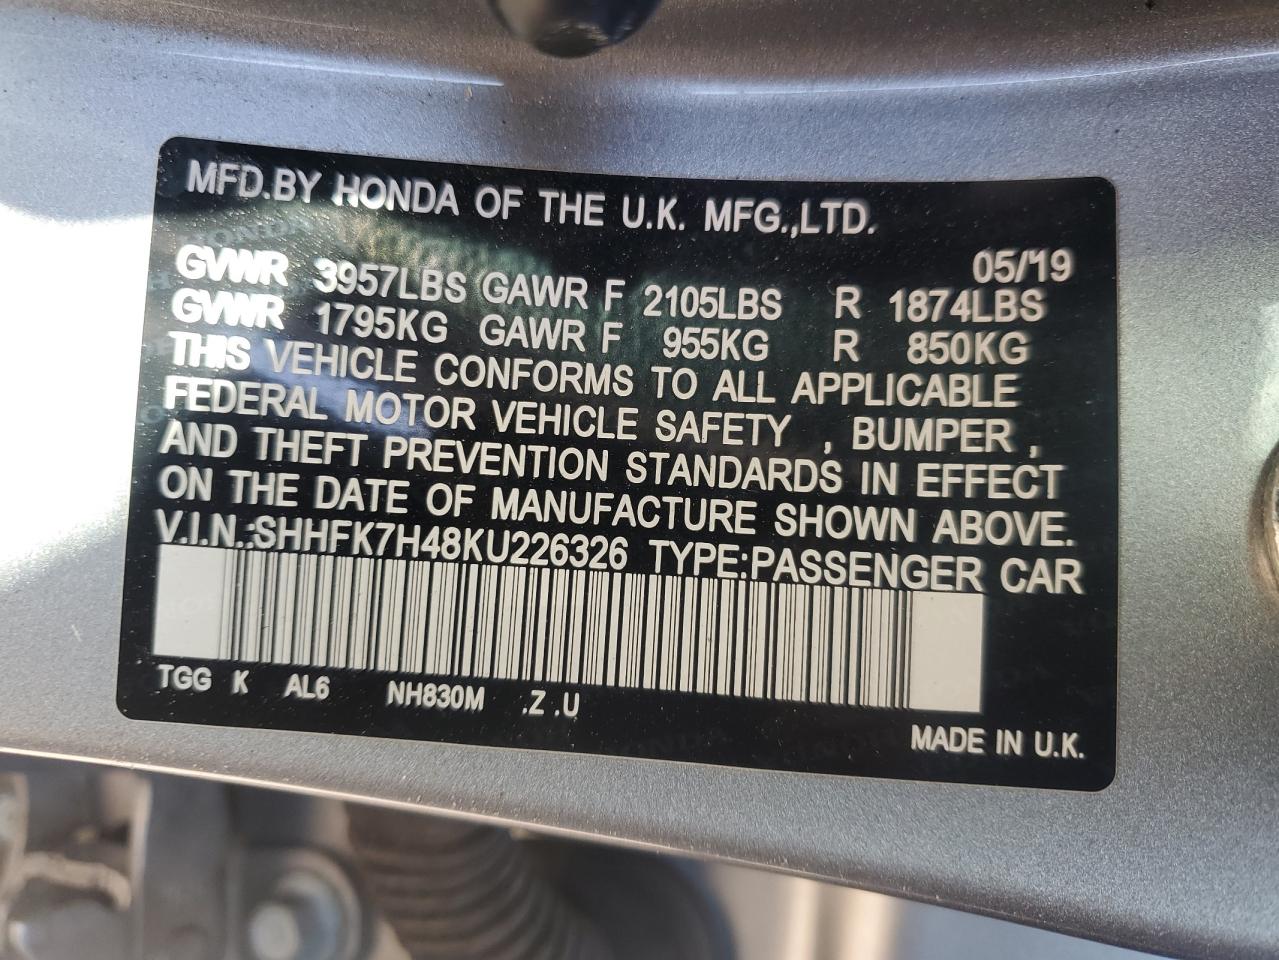 MFD.BY HONDA OF THE U.K. MFG.,LTD.
05/'19
GVWR 3957LBS GAWR F 2105LBS R 1874LBS
GVWR 1795KG GAWR F 955KG R 850KG
THIS VEHICLE CONFORMS TO ALL APPLICABLE
FEDERAL MOTOR VEHICLE SAFETY , BUMPER ,
AND THEFT PREVENTION STANDARDS IN EFFECT
ON THE DATE OF MANUFACTURE SHOWN ABOVE.
V.I.N.:SHHFK7H48KU226326 TYPE:PASSENGER CAR
TGG K AL6 NH830M .Z .U
MADE IN U.K.